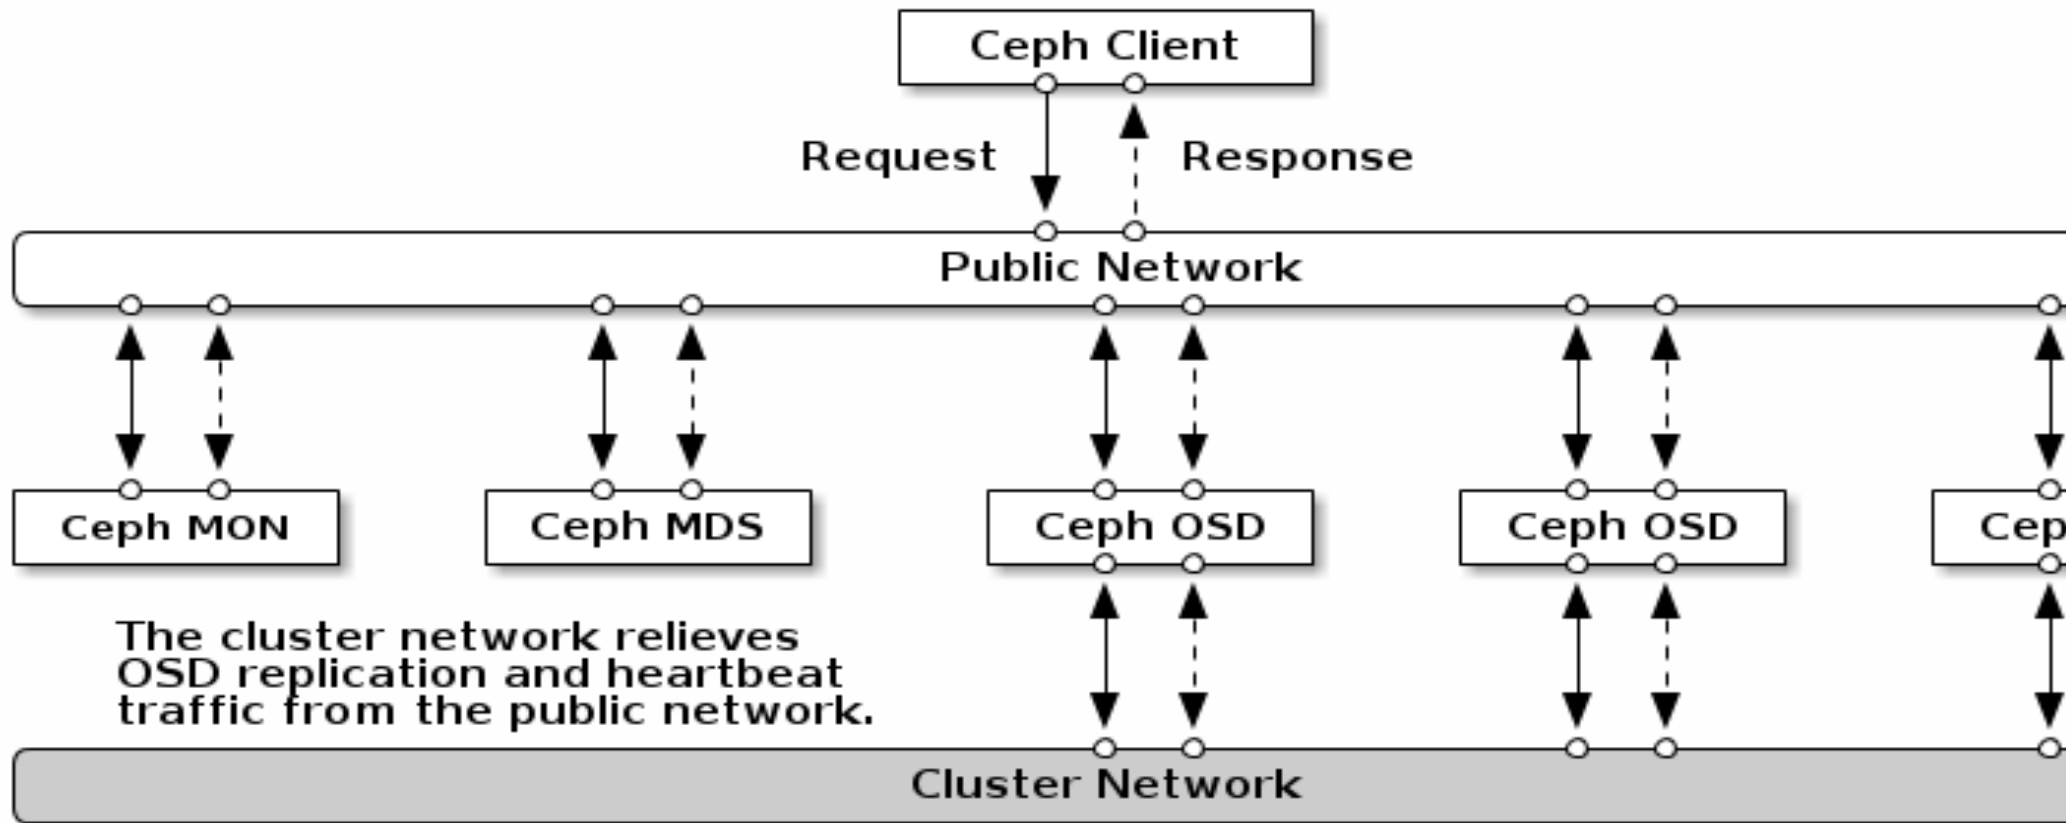 Ceph Client
Request Response
Public Network
Ceph MON Ceph MDS Ceph OSD Ceph OSD Cep
The cluster network relieves
OSD replication and heartbeat
traffic from the public network.
Cluster Network